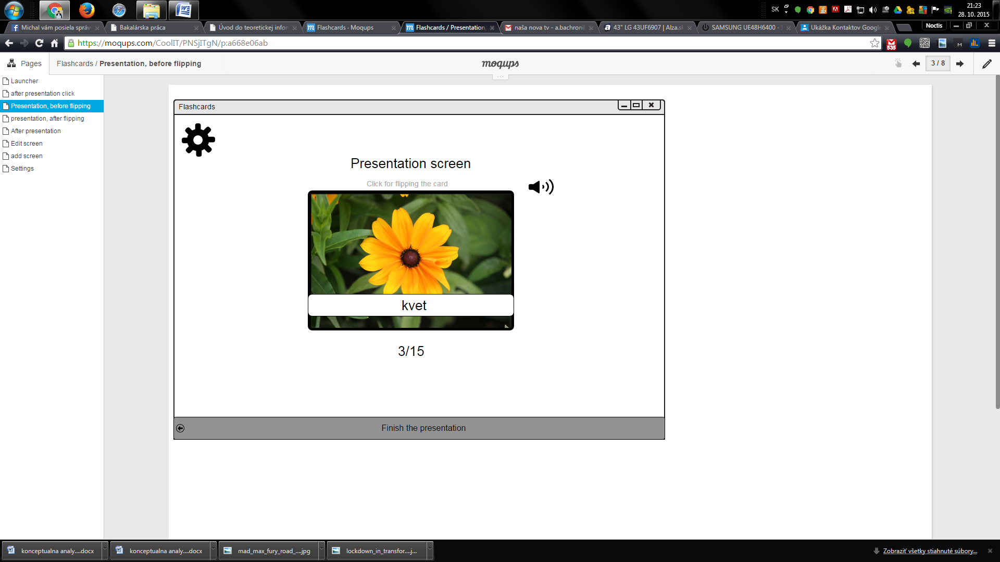 SK
21:23
28. 10. 2015
Michal vám posiela správ
Bakalárska práca
Úvod do teoretickej infor
Flashcards · Moqups
Flashcards / Presentation,
naša nova tv - a.bachronil
43" LG 43UF6907 | Alza.sk
SAMSUNG UE48H6400 -
Ukážka Kontaktov Google
Noctis
https://moqups.com/CoolIT/PNSjITgN/p:a668e06ab
535
M
Pages
Flashcards / Presentation, before flipping
moqups
3 / 8
...
Launcher
after presentation click
Presentation, before flipping
presentation, after flipping
After presentation
Edit screen
add screen
Settings
Flashcards
Presentation screen
Click for flipping the card
kvet
3/15
Finish the presentation
konceptualna analy....docx
konceptualna analy....docx
mad_max_fury_road_....jpg
lockdown_in_transfor....j...
Zobraziť všetky stiahnuté súbory...